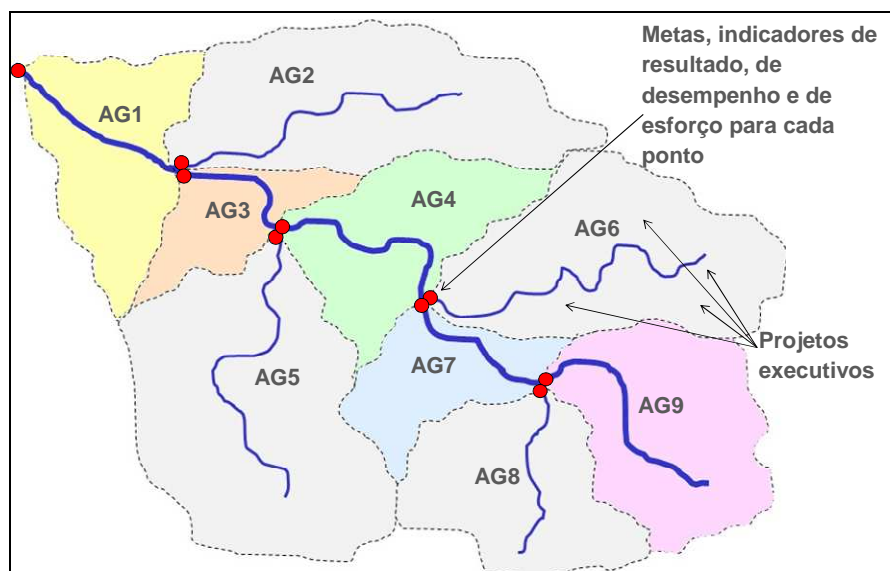 Metas, indicadores de
resultado, de
desempenho e de
esforço para cada
ponto
AG2
AG1
AG3
AG4
AG6
AG5
AG7
Projetos
executivos
AG9
AG8